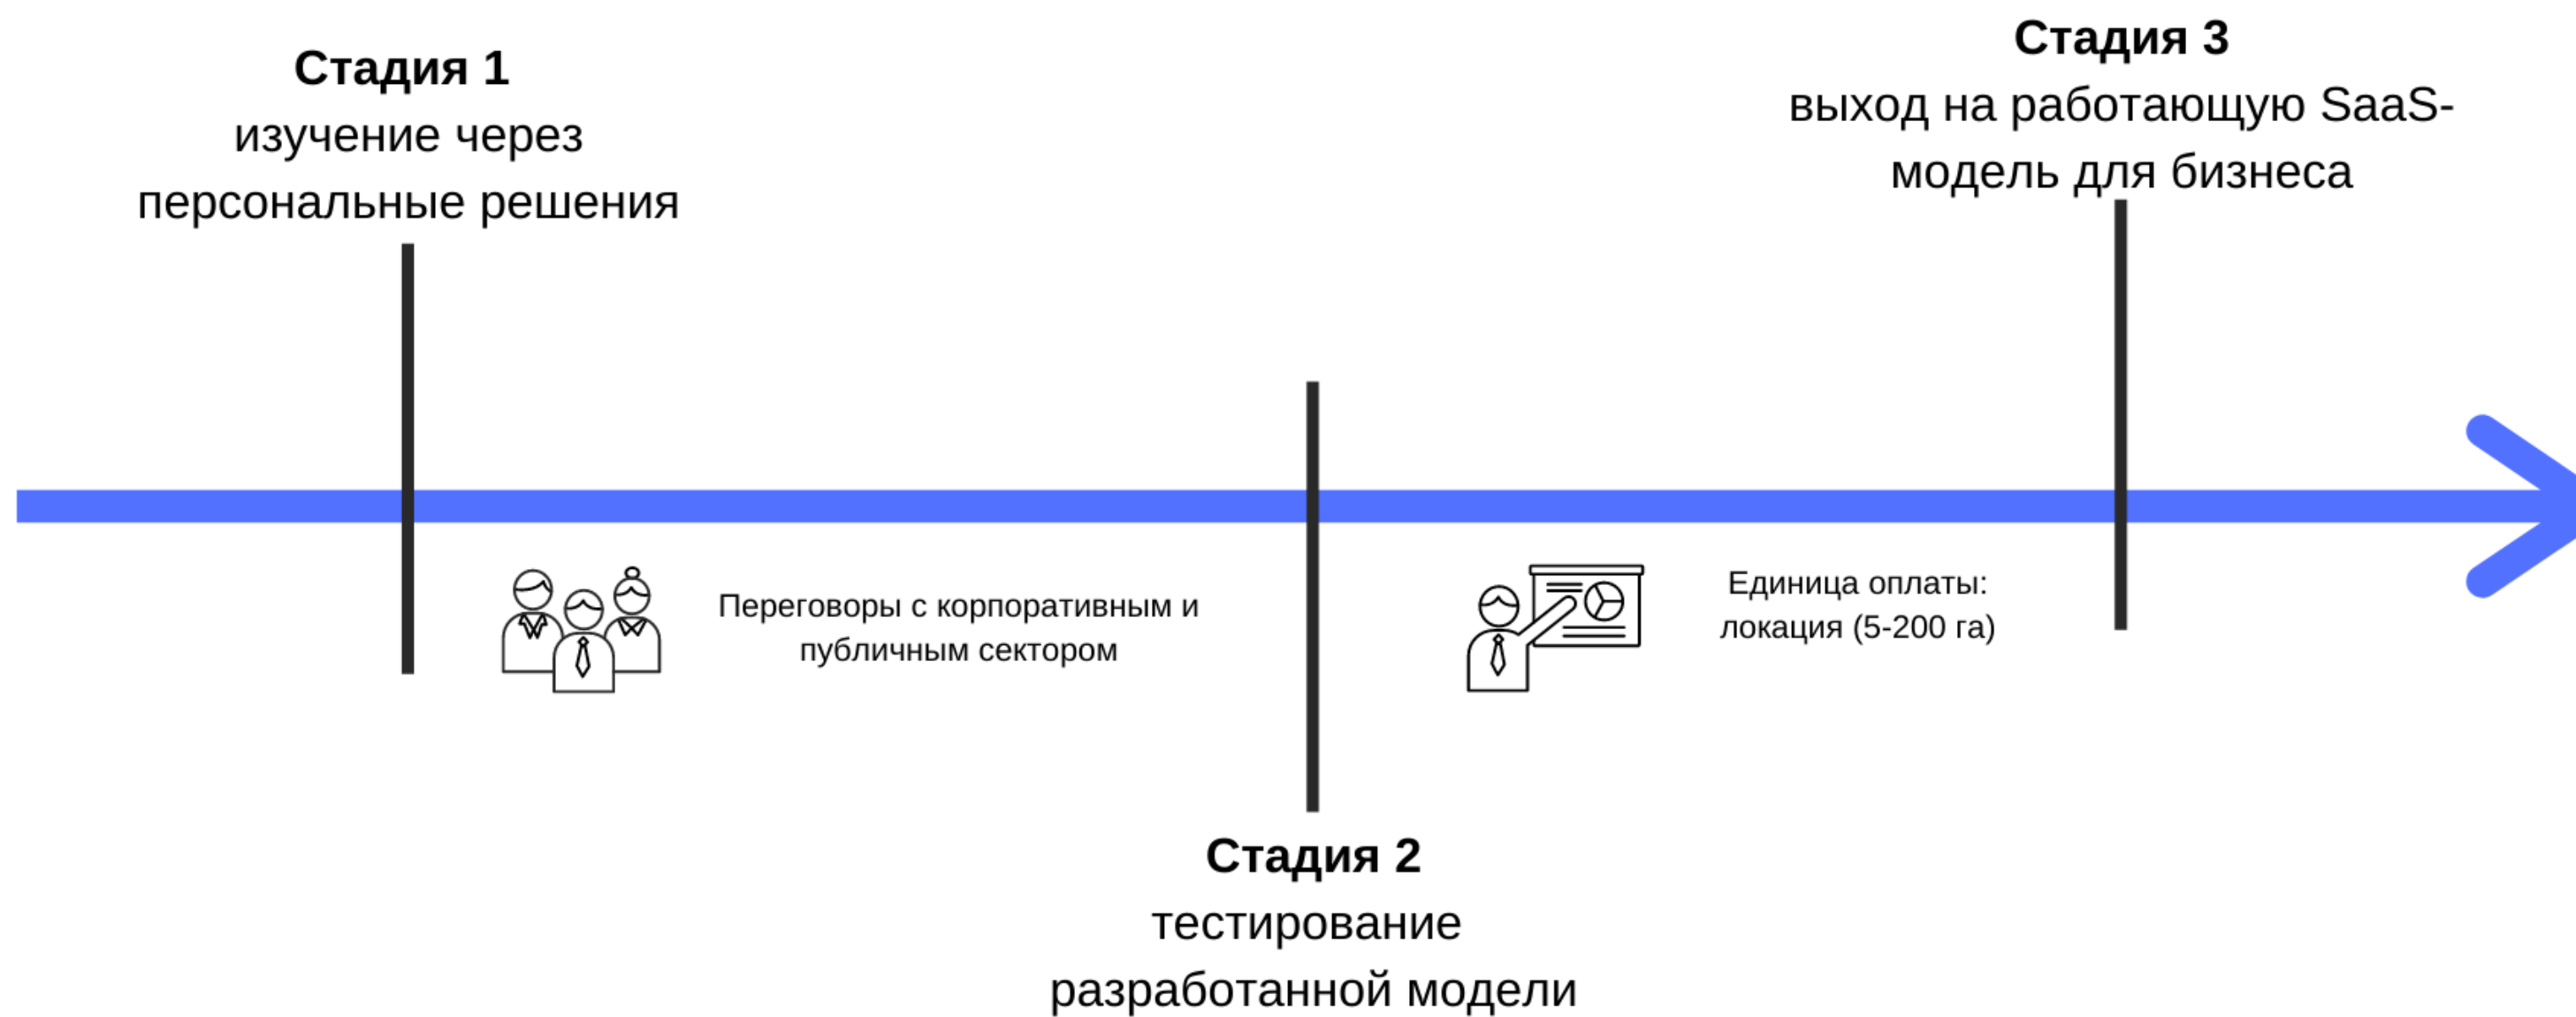 Стадия 1
изучение через
персональные решения
Стадия 3
выход на работающую SaaS-
модель для бизнеса
Переговоры с корпоративным и
публичным сектором
Единица оплаты:
локация (5-200 га)
Стадия 2
тестирование
разработанной модели